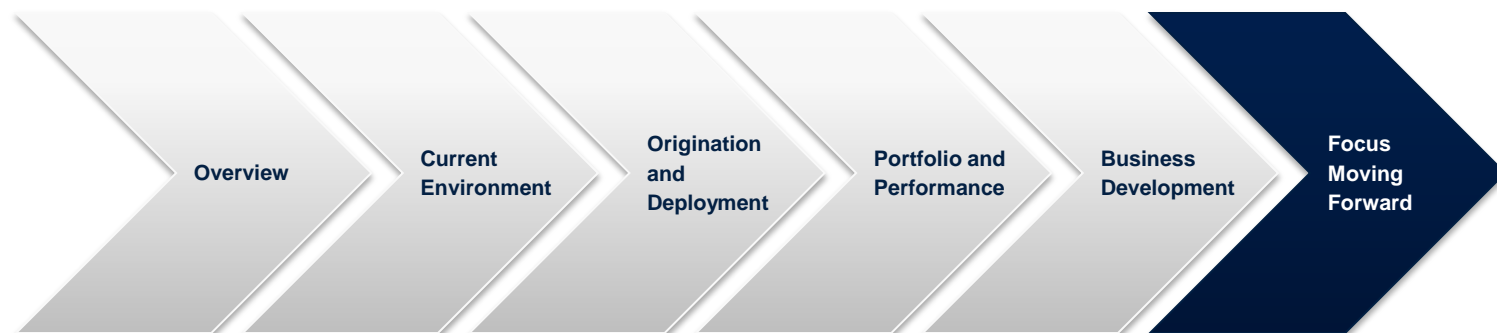 Overview
Current
Environment
Origination
and
Deployment
Portfolio and
Performance
Business
Development
Focus
Moving
Forward